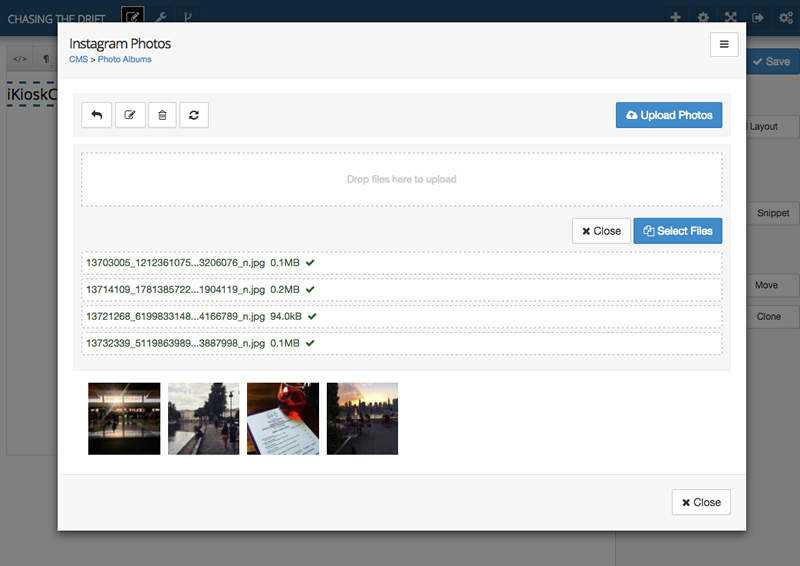 CHASING THE DRIFT
Save
iKioskC
Layout
Snippet
Move
Clone
Instagram Photos
CMS > Photo Albums
Upload Photos
Drop files here to upload
Close
Select Files
13703005_1212361075...3206076_n.jpg 0.1MB
13714109_1781385722...1904119_n.jpg 0.2MB
13721268_6199833148...4166789_n.jpg 94.0kB
13732339_5119863989...3887998_n.jpg 0.1MB
Close